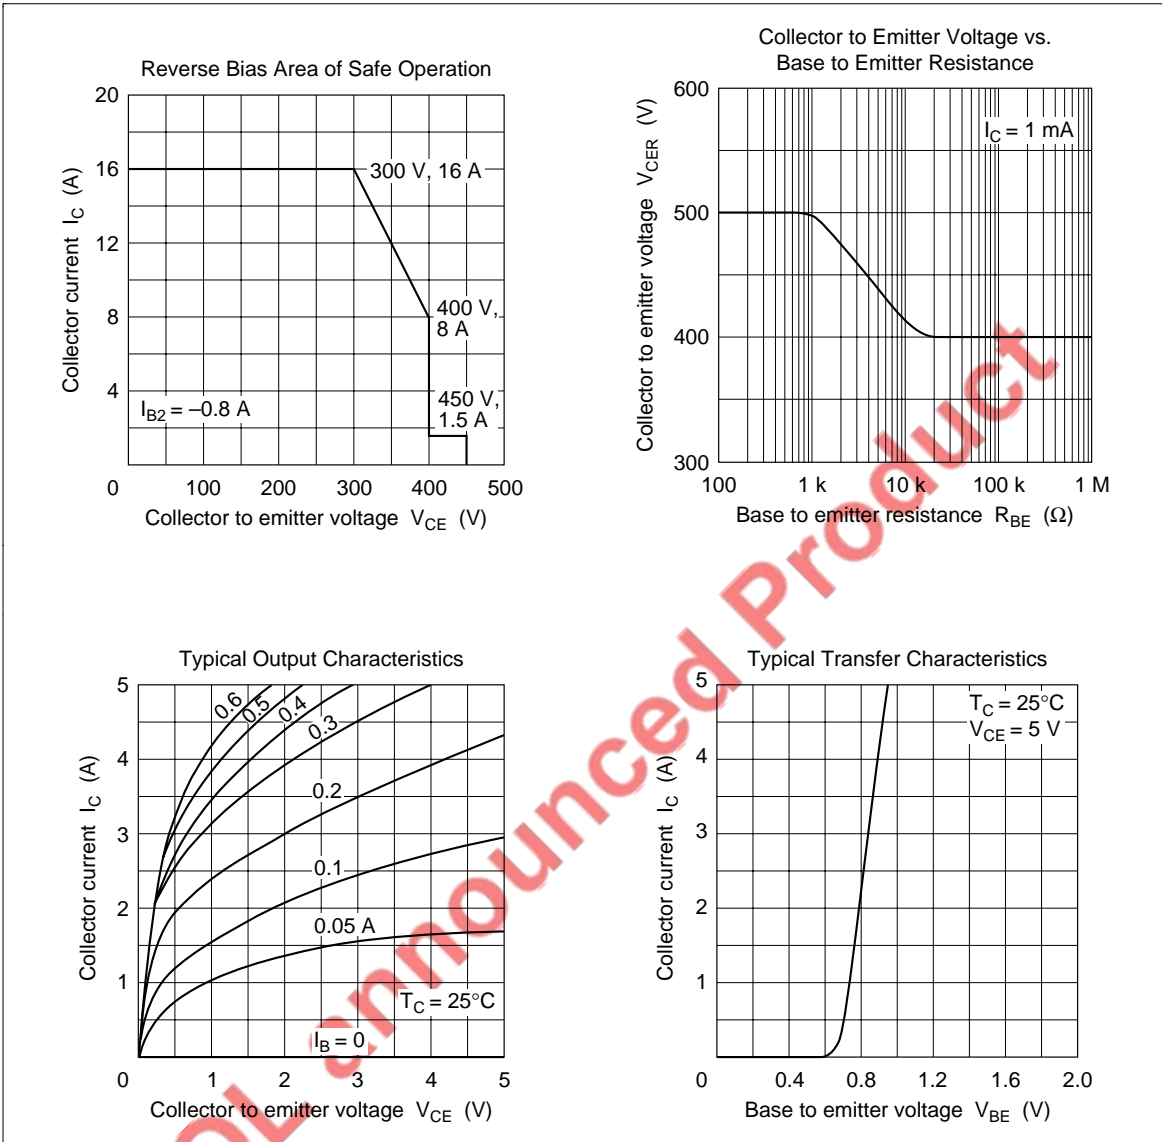 Reverse Bias Area of Safe Operation
20
16
12
8
4
0
100
200
300
400
500
300 V, 16 A
400 V,
8 A
450 V,
1.5 A
I_B2 = –0.8 A
Collector current I_C (A)
Collector to emitter voltage V_CE (V)
Collector to Emitter Voltage vs.
Base to Emitter Resistance
600
500
400
300
100
1 k
10 k
100 k
1 M
I_C = 1 mA
Collector to emitter voltage V_CER (V)
Base to emitter resistance R_BE (Ω)
Typical Output Characteristics
5
4
3
2
1
0
1
2
3
4
5
0.6
0.5
0.4
0.3
0.2
0.1
0.05 A
T_C = 25°C
I_B = 0
Collector current I_C (A)
Collector to emitter voltage V_CE (V)
Typical Transfer Characteristics
5
4
3
2
1
0
0.4
0.8
1.2
1.6
2.0
T_C = 25°C
V_CE = 5 V
Collector current I_C (A)
Base to emitter voltage V_BE (V)
OL announced Product